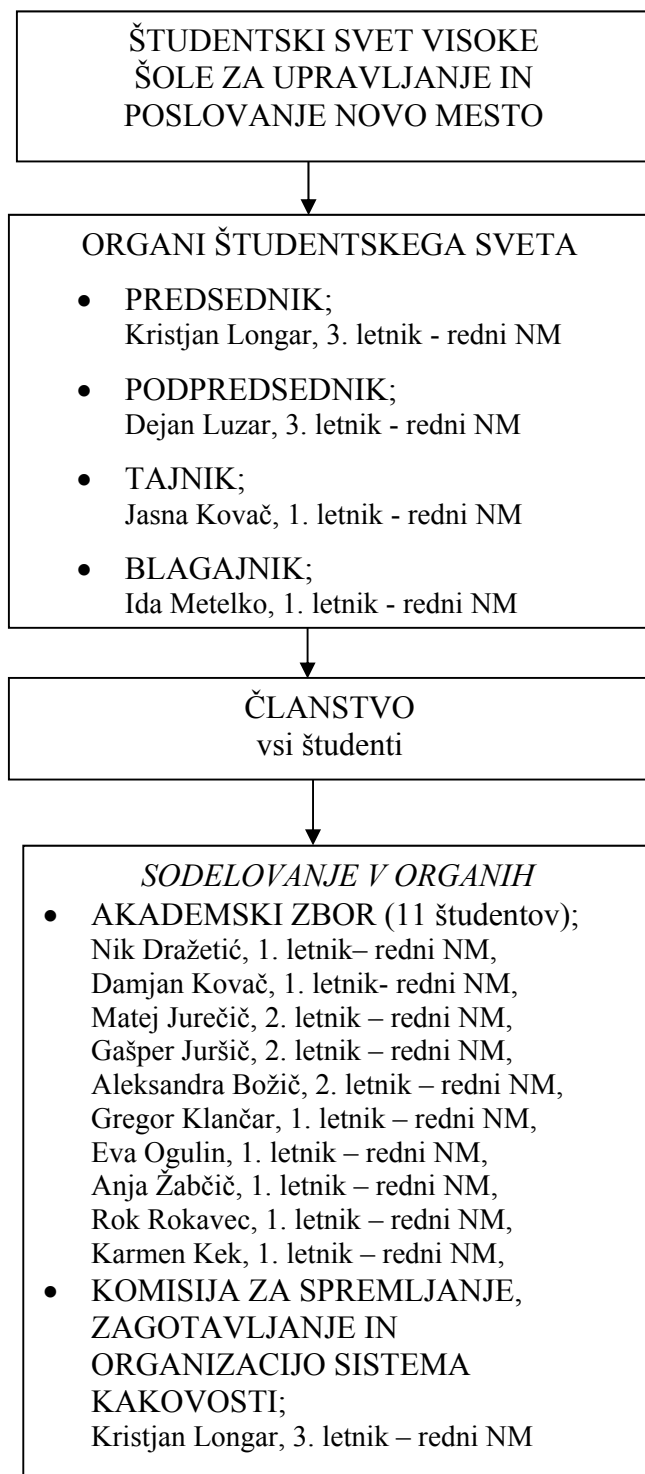 ŠTUDENTSKI SVET VISOKE
ŠOLE ZA UPRAVLJANJE IN
POSLOVANJE NOVO MESTO
ORGANI ŠTUDENTSKEGA SVETA
• PREDSEDNIK;
Kristjan Longar, 3. letnik - redni NM
• PODPREDSEDNIK;
Dejan Luzar, 3. letnik - redni NM
• TAJNIK;
Jasna Kovač, 1. letnik - redni NM
• BLAGAJNIK;
Ida Metelko, 1. letnik - redni NM
ČLANSTVO
vsi študenti
SODELOVANJE V ORGANIH
• AKADEMSKI ZBOR (11 študentov);
Nik Dražetić, 1. letnik– redni NM,
Damjan Kovač, 1. letnik- redni NM,
Matej Jurečič, 2. letnik – redni NM,
Gašper Juršič, 2. letnik – redni NM,
Aleksandra Božič, 2. letnik – redni NM,
Gregor Klančar, 1. letnik – redni NM,
Eva Ogulin, 1. letnik – redni NM,
Anja Žabčič, 1. letnik – redni NM,
Rok Rokavec, 1. letnik – redni NM,
Karmen Kek, 1. letnik – redni NM,
• KOMISIJA ZA SPREMLJANJE,
ZAGOTAVLJANJE IN
ORGANIZACIJO SISTEMA
KAKOVOSTI;
Kristjan Longar, 3. letnik – redni NM